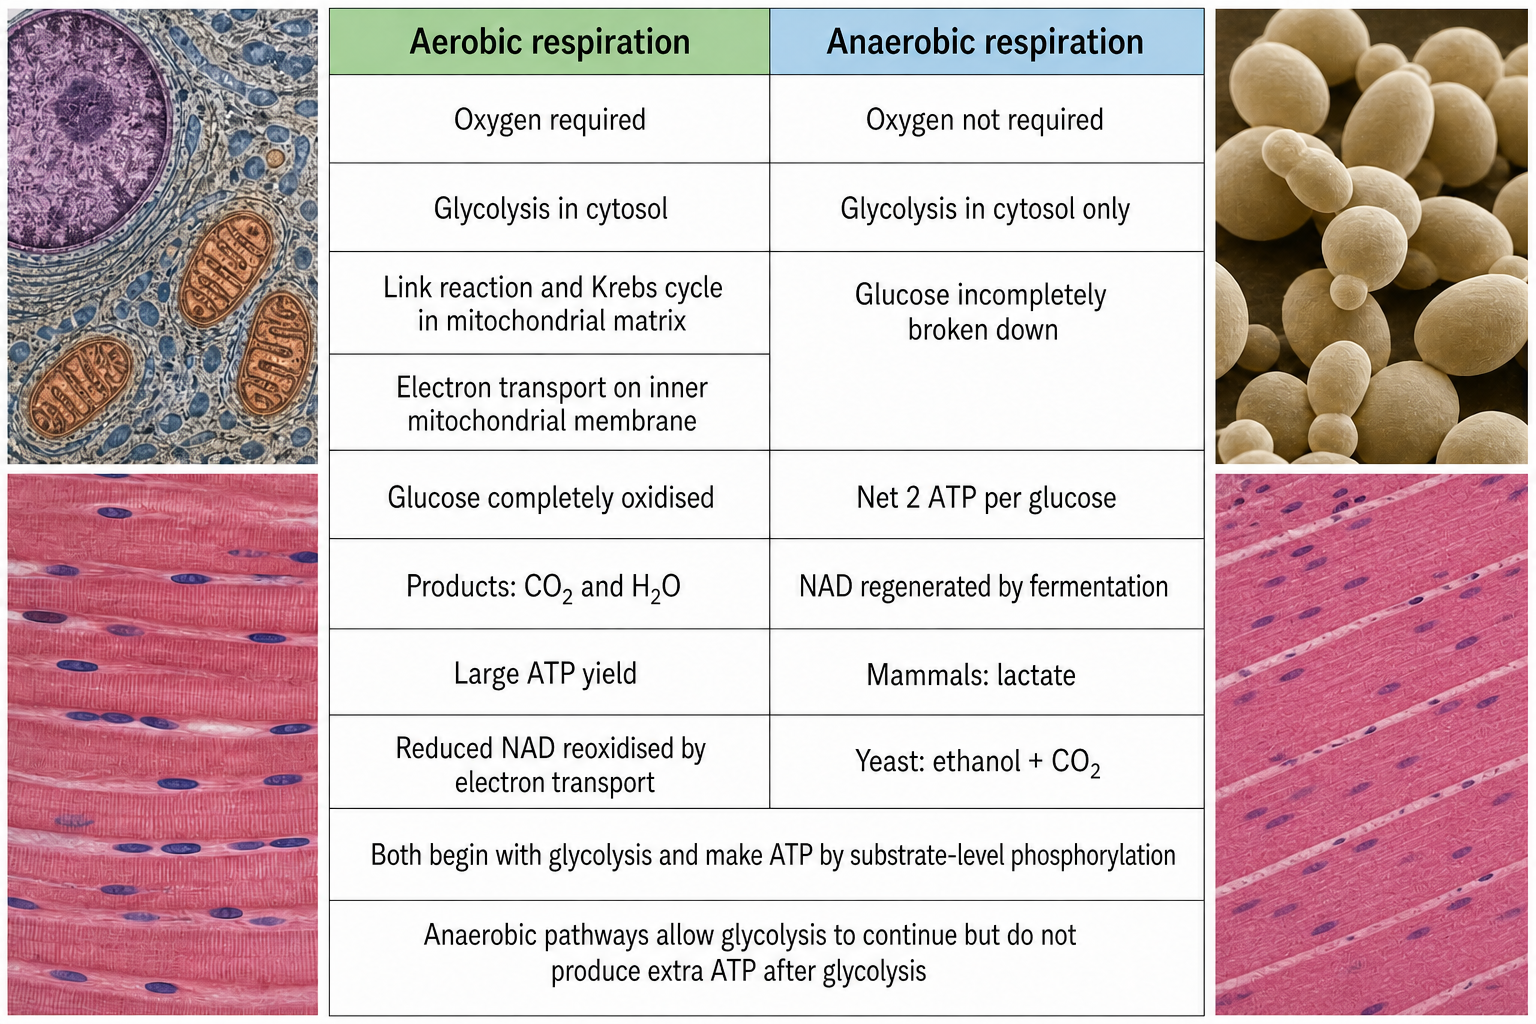 Aerobic respiration
Anaerobic respiration
Oxygen required
Oxygen not required
Glycolysis in cytosol
Glycolysis in cytosol only
Link reaction and Krebs cycle
in mitochondrial matrix
Glucose incompletely
broken down
Electron transport on inner
mitochondrial membrane
Glucose completely oxidised
Net 2 ATP per glucose
Products: CO₂ and H₂O
NAD regenerated by fermentation
Large ATP yield
Mammals: lactate
Reduced NAD reoxidised by
electron transport
Yeast: ethanol + CO₂
Both begin with glycolysis and make ATP by substrate-level phosphorylation
Anaerobic pathways allow glycolysis to continue but do not
produce extra ATP after glycolysis